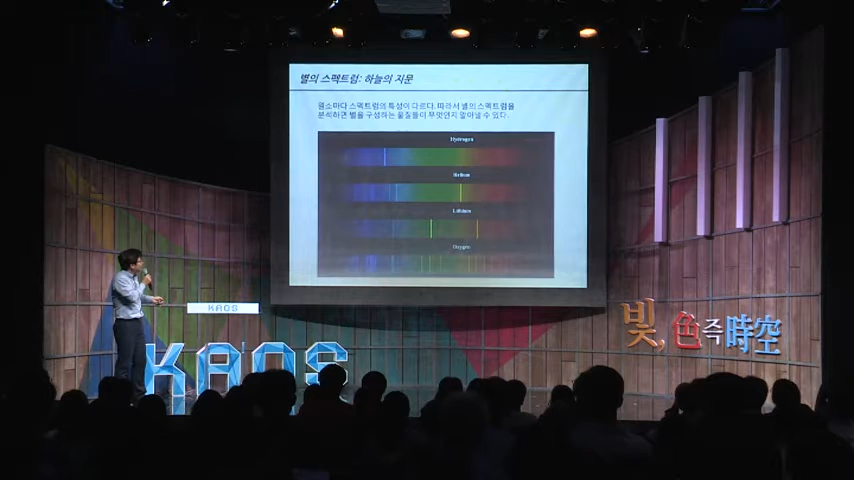 별의 스펙트럼: 하늘의 지문
원소마다 스펙트럼의 특성이 다르다. 따라서 별의 스펙트럼을
분석하면 별을 구성하는 물질들이 무엇인지 알아낼 수 있다.
Hydrogen
Helium
Lithium
Oxygen
KAOS
KAOS
빛, 色즉時空